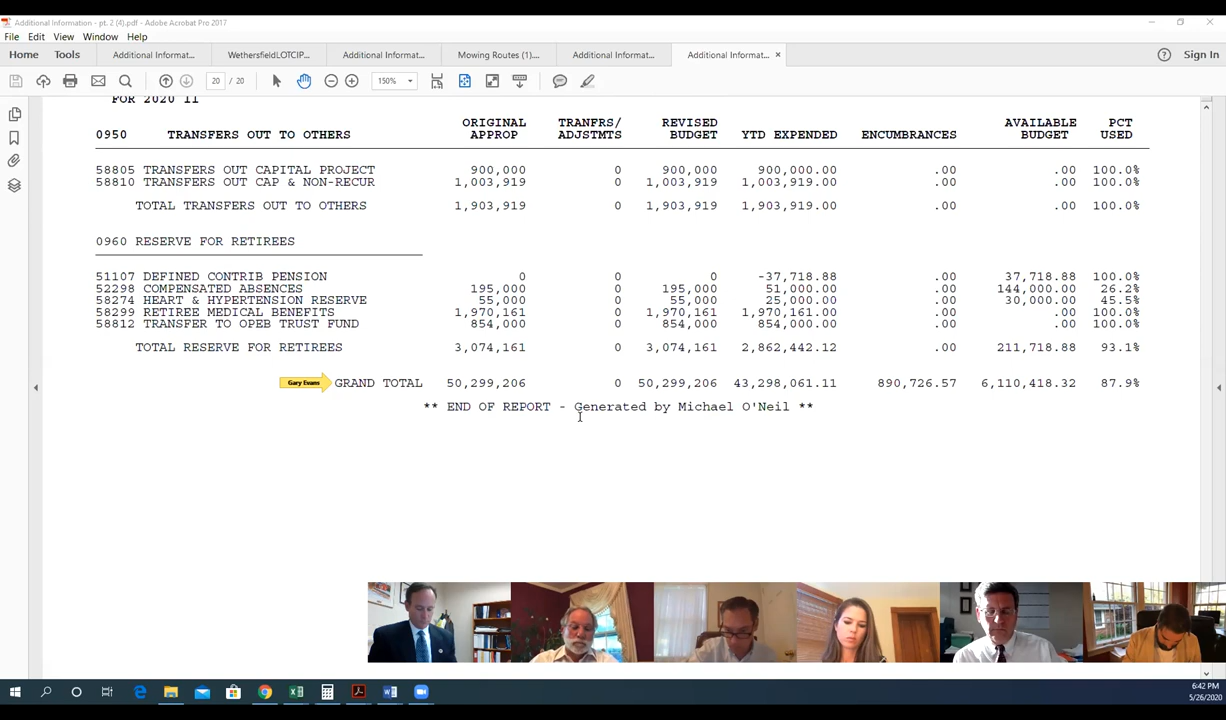 Additional Information - pt. 2 (4).pdf - Adobe Acrobat Pro 2017
File Edit View Window Help
Home Tools Additional Informat... WethersfieldLOTCIP... Additional Informat... Mowing Routes (1).... Additional Informat... Additional Informat... × Sign In
20 / 20 150%
FOR 2020 11
ORIGINAL TRANFRS/ REVISED AVAILABLE PCT
0950 TRANSFERS OUT TO OTHERS APPROP ADJSTMTS BUDGET YTD EXPENDED ENCUMBRANCES BUDGET USED
58805 TRANSFERS OUT CAPITAL PROJECT 900,000 0 900,000 900,000.00 .00 .00 100.0%
58810 TRANSFERS OUT CAP & NON-RECUR 1,003,919 0 1,003,919 1,003,919.00 .00 .00 100.0%
TOTAL TRANSFERS OUT TO OTHERS 1,903,919 0 1,903,919 1,903,919.00 .00 .00 100.0%
0960 RESERVE FOR RETIREES
51107 DEFINED CONTRIB PENSION 0 0 0 -37,718.88 .00 37,718.88 100.0%
52298 COMPENSATED ABSENCES 195,000 0 195,000 51,000.00 .00 144,000.00 26.2%
58274 HEART & HYPERTENSION RESERVE 55,000 0 55,000 25,000.00 .00 30,000.00 45.5%
58299 RETIREE MEDICAL BENEFITS 1,970,161 0 1,970,161 1,970,161.00 .00 .00 100.0%
58812 TRANSFER TO OPEB TRUST FUND 854,000 0 854,000 854,000.00 .00 .00 100.0%
TOTAL RESERVE FOR RETIREES 3,074,161 0 3,074,161 2,862,442.12 .00 211,718.88 93.1%
Gary Evans GRAND TOTAL 50,299,206 0 50,299,206 43,298,061.11 890,726.57 6,110,418.32 87.9%
** END OF REPORT - Generated by Michael O'Neil **
6:42 PM
5/26/2020